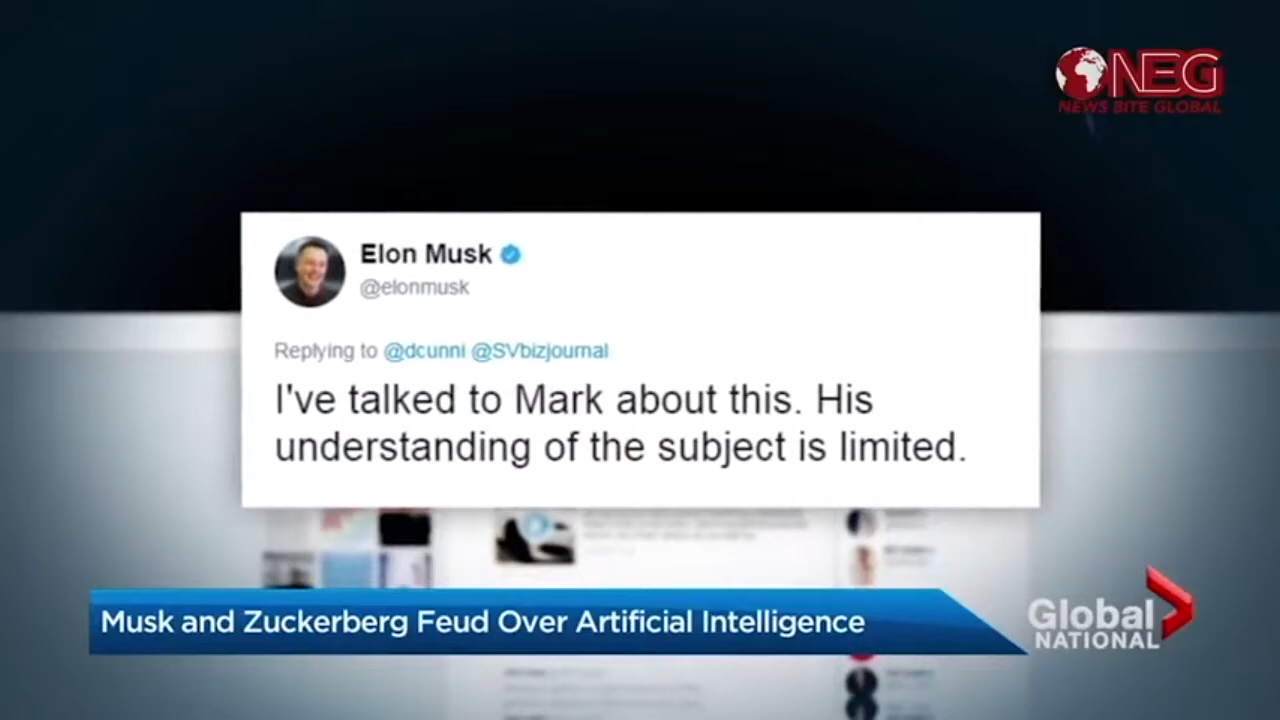 NEG
NEWS BITE GLOBAL
Elon Musk
@elonmusk
Replying to @dcunni @SVbizjournal
I've talked to Mark about this. His
understanding of the subject is limited.
Musk and Zuckerberg Feud Over Artificial Intelligence
Global
NATIONAL